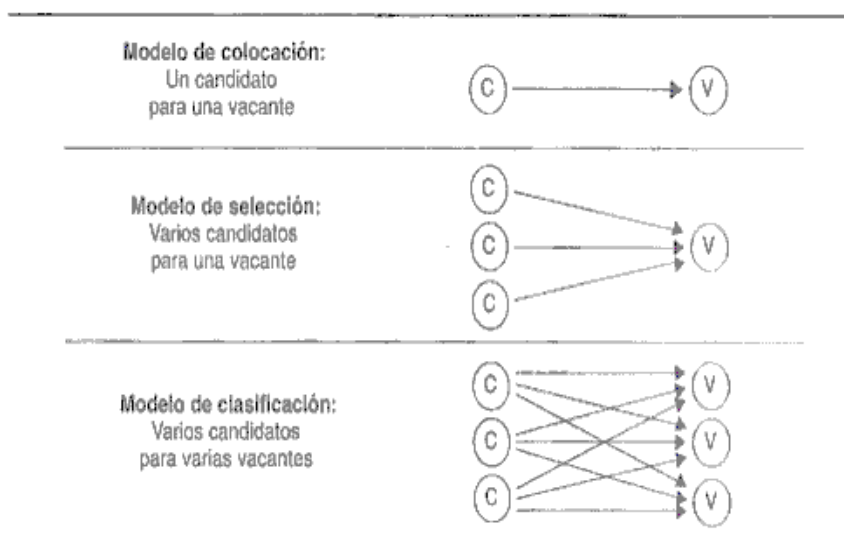 Modelo de colocación:
Un candidato
para una vacante
C
V
Modelo de selección:
Varios candidatos
para una vacante
C
C
V
C
Modelo de clasificación:
Varios candidatos
para varias vacantes
C
V
C
V
C
V